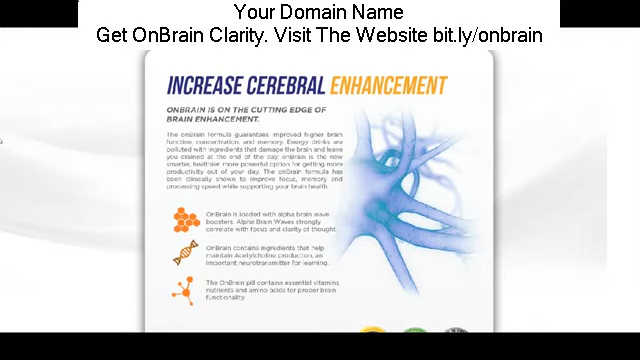 Your Domain Name
Get OnBrain Clarity. Visit The Website bit.ly/onbrain
INCREASE CEREBRAL ENHANCEMENT
ONBRAIN IS ON THE CUTTING EDGE OF
BRAIN ENHANCEMENT.
The onBrain formula guarantees improved higher brain
function, concentration, and memory. Energy drinks are
polluted with ingredients that damage the brain and leave
you drained at the end of the day. onBrain is the new
smarter, healthier, more powerful option for getting more
productivity out of your day. The onBrain formula has
been clinically shown to improve focus, memory and
processing speed while supporting your brain health.
OnBrain is loaded with alpha brain wave
boosters. Alpha Brain Waves strongly
correlate with focus and clarity of thought.
OnBrain contains ingredients that help
maintain Acetylcholine production, an
important neurotransmitter for learning.
The OnBrain pill contains essential vitamins,
nutrients and amino acids for proper brain
functionality.